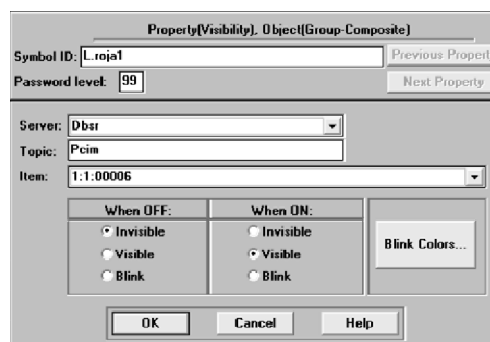 Property(Visibility), Object(Group-Composite)
Symbol ID: L.roja1
Previous Propert
Password level: 99
Next Property
Server: Dbsr
Topic: Pcim
Item: 1:1:00006
When OFF: When ON:
Invisible Invisible
Visible Visible
Blink Blink
Blink Colors...
OK Cancel Help